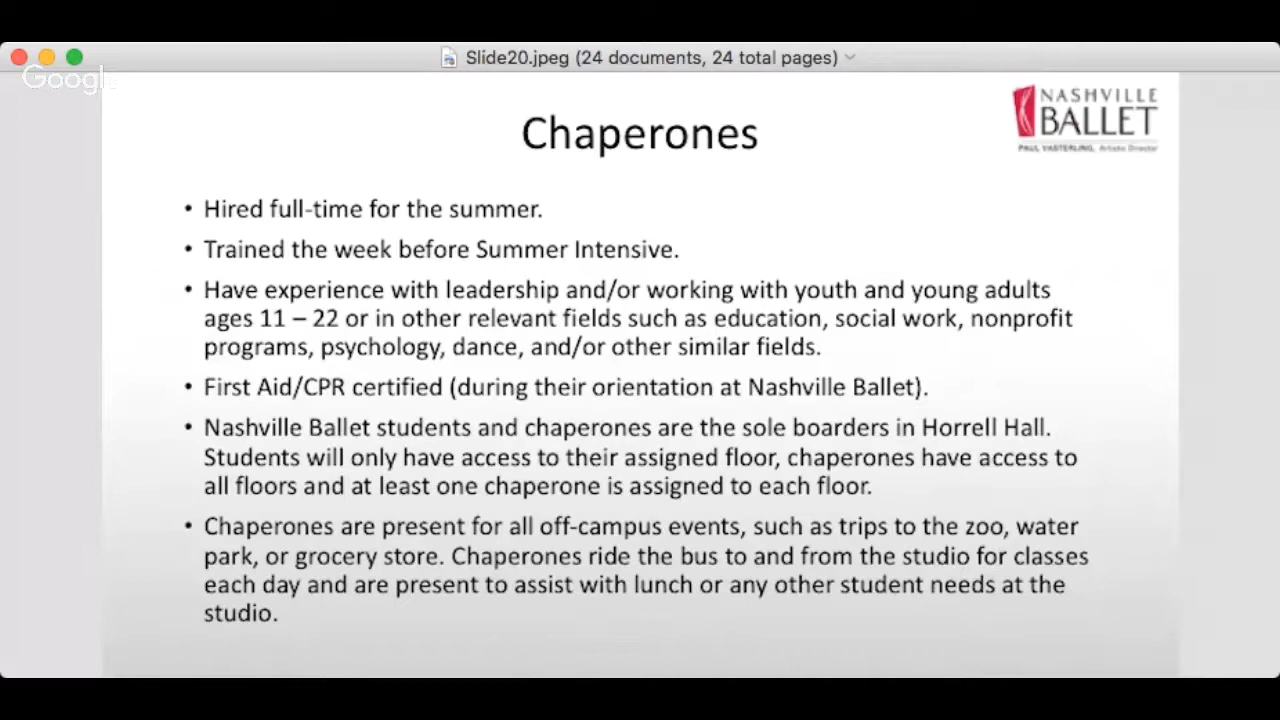 Slide20.jpeg (24 documents, 24 total pages)
Google
NASHVILLE
BALLET
PAUL VASTERLING, Artistic Director
Chaperones
• Hired full-time for the summer.
• Trained the week before Summer Intensive.
• Have experience with leadership and/or working with youth and young adults
ages 11 – 22 or in other relevant fields such as education, social work, nonprofit
programs, psychology, dance, and/or other similar fields.
• First Aid/CPR certified (during their orientation at Nashville Ballet).
• Nashville Ballet students and chaperones are the sole boarders in Horrell Hall.
Students will only have access to their assigned floor, chaperones have access to
all floors and at least one chaperone is assigned to each floor.
• Chaperones are present for all off-campus events, such as trips to the zoo, water
park, or grocery store. Chaperones ride the bus to and from the studio for classes
each day and are present to assist with lunch or any other student needs at the
studio.